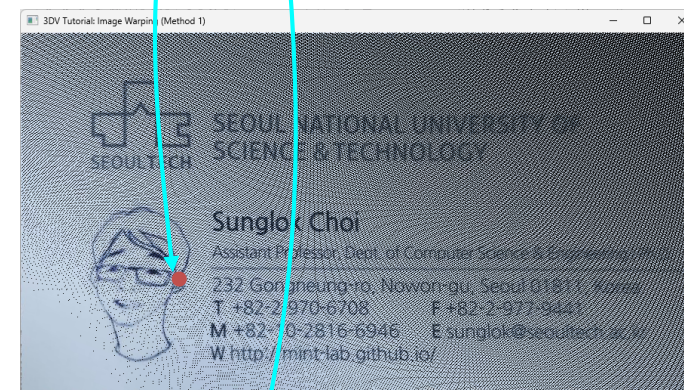 3DV Tutorial: Image Warping (Method 1)
SEOUL NATIONAL UNIVERSITY OF
SCIENCE & TECHNOLOGY
SEOULTECH
Sunglok Choi
Assistant Professor, Dept. of Computer Science & Engineering
232 Gongneung-ro, Nowon-gu, Seoul 01811, Korea
T +82-2-970-6708 F +82-2-977-9441
M +82-10-2816-6946 E sunglok@seoultech.ac.kr
W http://mint-lab.github.io/